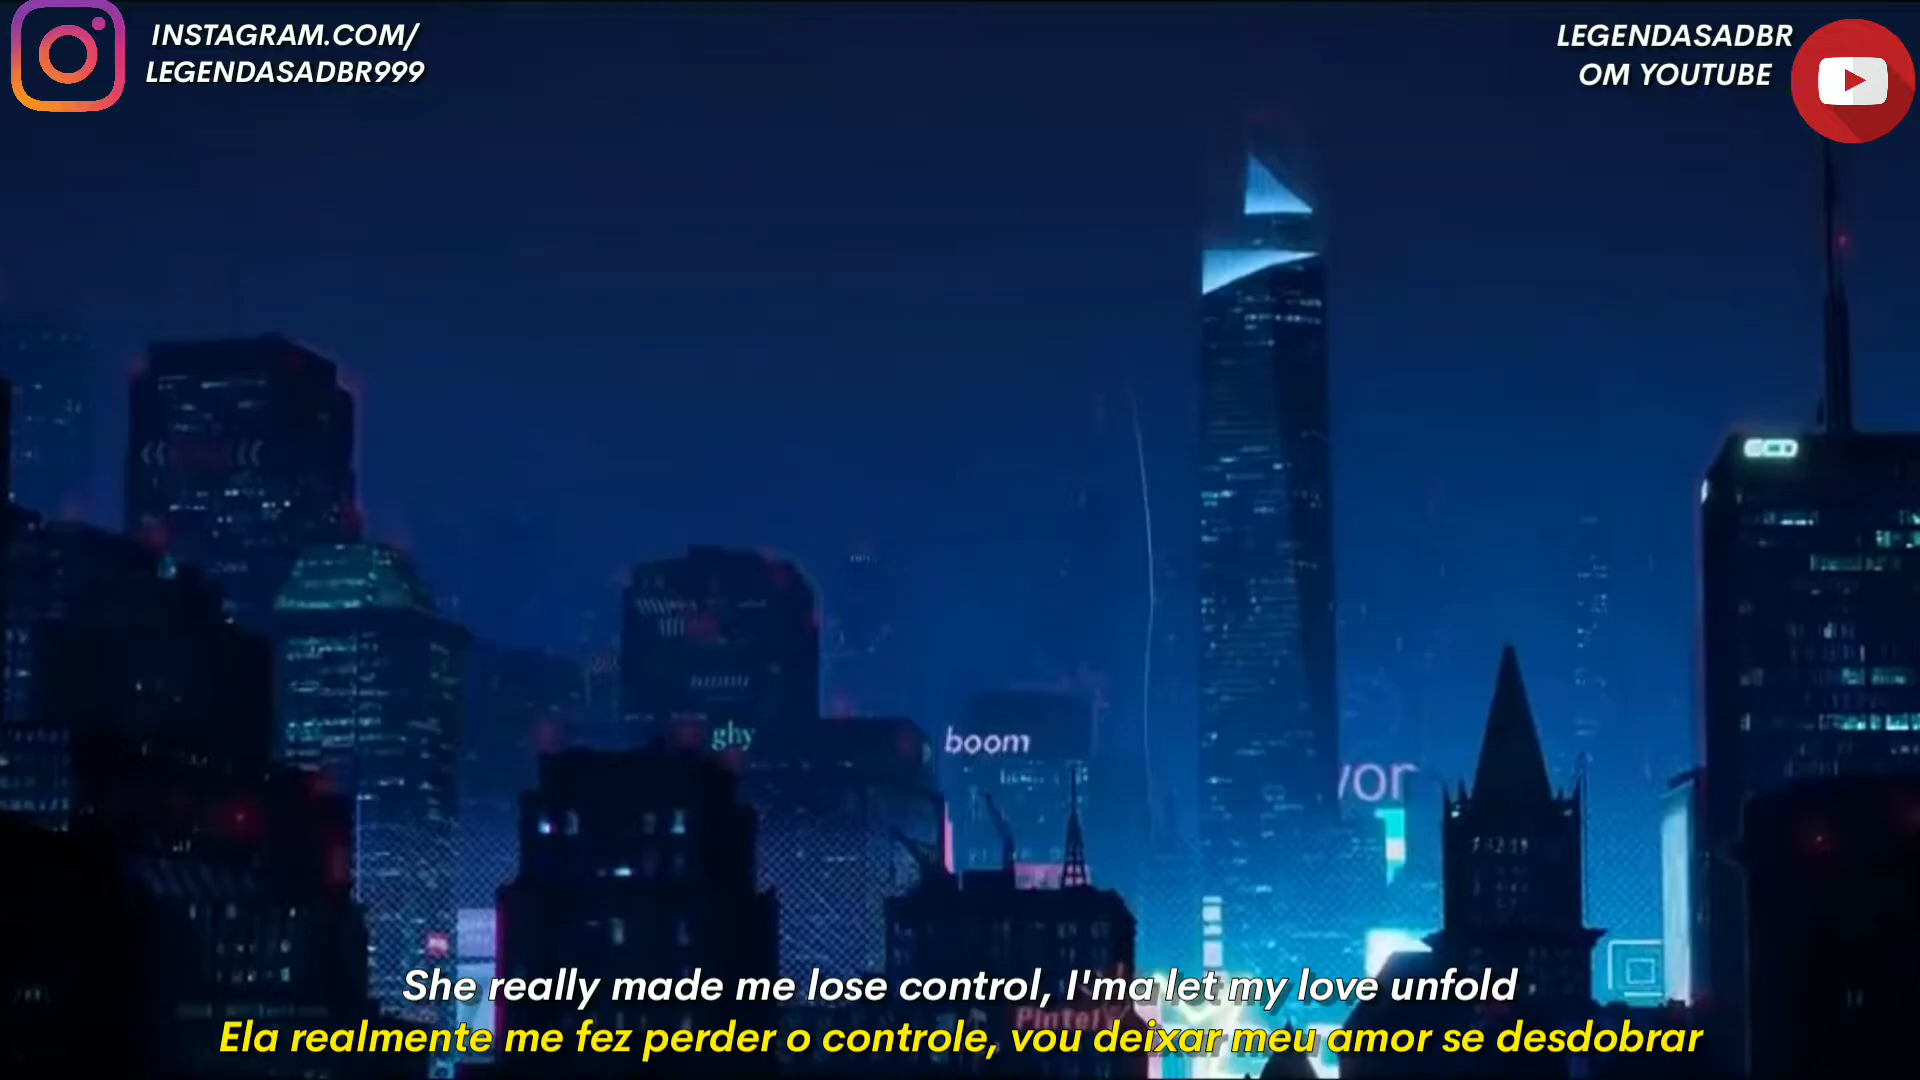 INSTAGRAM.COM/
LEGENDASADBR999
LEGENDASADBR
OM YOUTUBE
ghy
boom
She really made me lose control, I'ma let my love unfold
Ela realmente me fez perder o controle, vou deixar meu amor se desdobrar